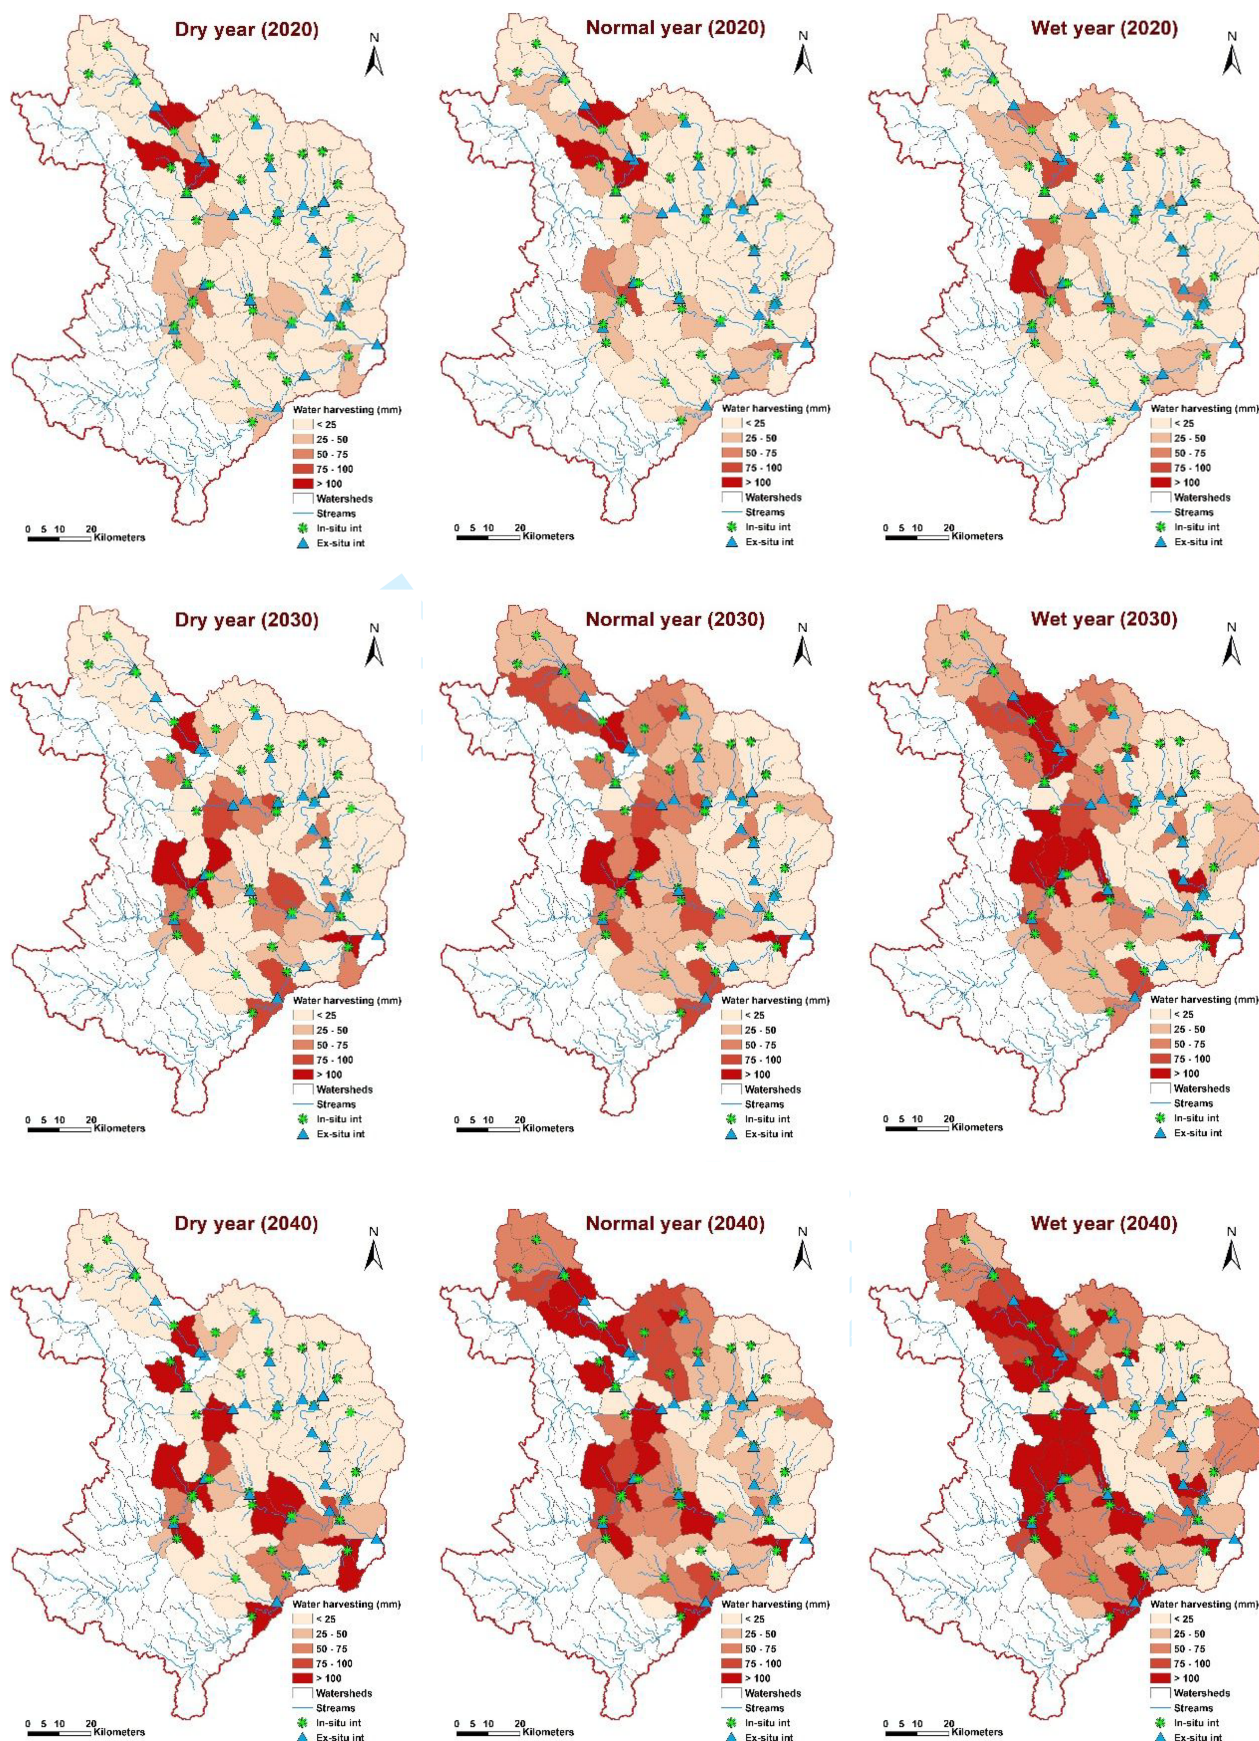 Dry year (2020)
N
Water harvesting (mm)
< 25
25 - 50
50 - 75
75 - 100
> 100
Watersheds
Streams
In-situ int
Ex-situ int
0 5 10 20
Kilometers
Normal year (2020)
N
Water harvesting (mm)
< 25
25 - 50
50 - 75
75 - 100
> 100
Watersheds
Streams
In-situ int
Ex-situ int
0 5 10 20
Kilometers
Wet year (2020)
N
Water harvesting (mm)
< 25
25 - 50
50 - 75
75 - 100
> 100
Watersheds
Streams
In-situ int
Ex-situ int
0 5 10 20
Kilometers
Dry year (2030)
N
Water harvesting (mm)
< 25
25 - 50
50 - 75
75 - 100
> 100
Watersheds
Streams
In-situ int
Ex-situ int
0 5 10 20
Kilometers
Normal year (2030)
N
Water harvesting (mm)
< 25
25 - 50
50 - 75
75 - 100
> 100
Watersheds
Streams
In-situ int
Ex-situ int
0 5 10 20
Kilometers
Wet year (2030)
N
Water harvesting (mm)
< 25
25 - 50
50 - 75
75 - 100
> 100
Watersheds
Streams
In-situ int
Ex-situ int
0 5 10 20
Kilometers
Dry year (2040)
N
Water harvesting (mm)
< 25
25 - 50
50 - 75
75 - 100
> 100
Watersheds
Streams
In-situ int
Ex-situ int
0 5 10 20
Kilometers
Normal year (2040)
N
Water harvesting (mm)
< 25
25 - 50
50 - 75
75 - 100
> 100
Watersheds
Streams
In-situ int
Ex-situ int
0 5 10 20
Kilometers
Wet year (2040)
N
Water harvesting (mm)
< 25
25 - 50
50 - 75
75 - 100
> 100
Watersheds
Streams
In-situ int
Ex-situ int
0 5 10 20
Kilometers